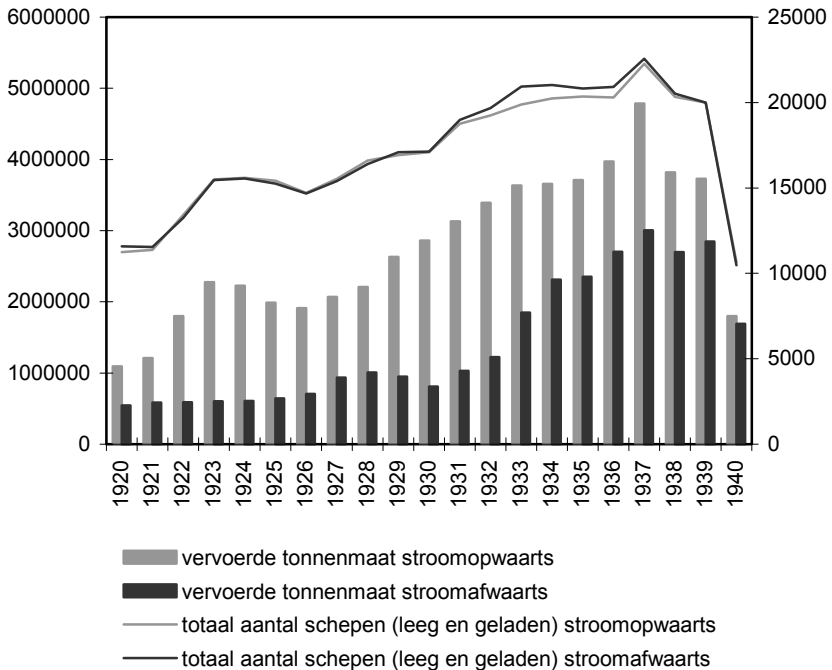 6000000
5000000
4000000
3000000
2000000
1000000
0
25000
20000
15000
10000
5000
0
1920 1921 1922 1923 1924 1925 1926 1927 1928 1929 1930 1931 1932 1933 1934 1935 1936 1937 1938 1939 1940
vervoerde tonnenmaat stroomopwaarts
vervoerde tonnenmaat stroomafwaarts
totaal aantal schepen (leeg en geladen) stroomopwaarts
totaal aantal schepen (leeg en geladen) stroomafwaarts